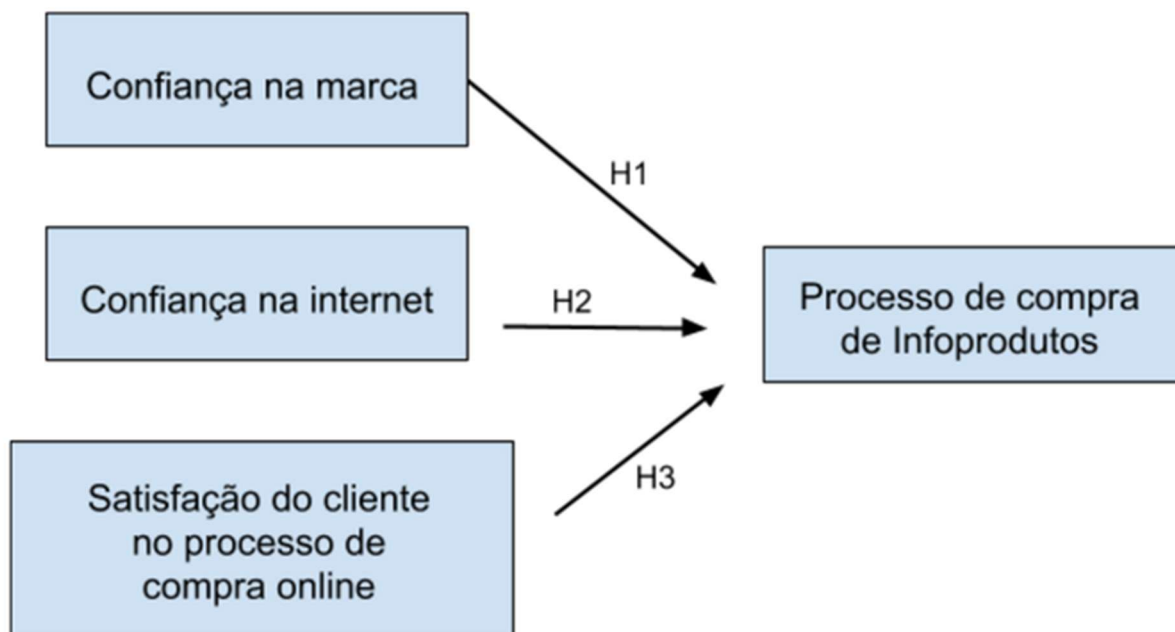 Confiança na marca
H1
Confiança na internet
H2
Processo de compra
de Infoprodutos
Satisfação do cliente
no processo de
compra online
H3